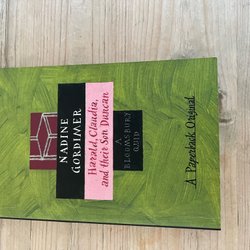 NADINE
GORDIMER
Harald, Claudia,
and their Son Duncan
A
BLOOMSBURY
QUID
A Paperback Original